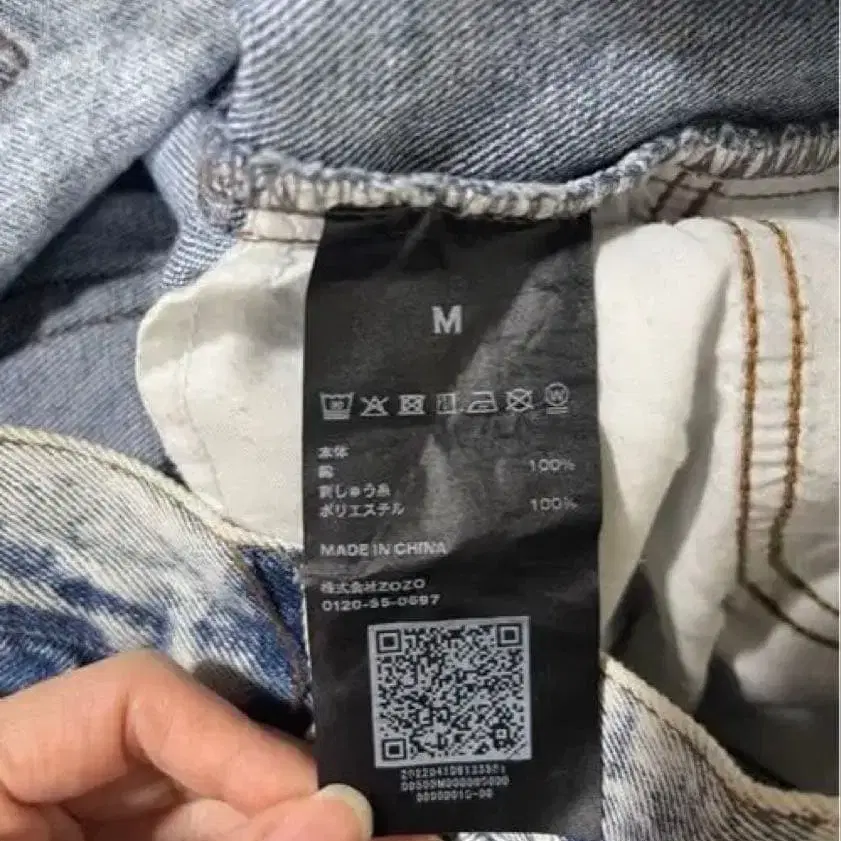 M
本体
綿 100%
刺しゅう糸
ポリエステル 100%
MADE IN CHINA
株式会社ZOZO
0120-55-0697